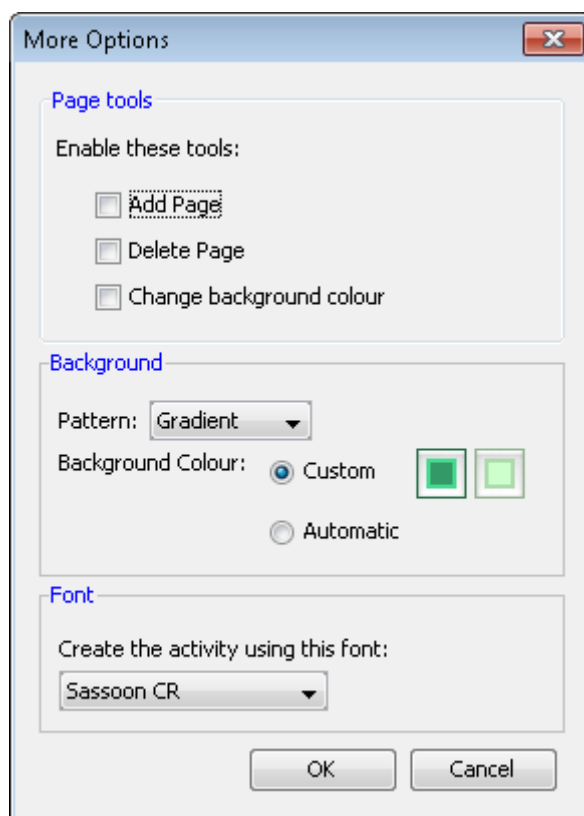 More Options
Page tools
Enable these tools:
Add Page
Delete Page
Change background colour
Background
Pattern: Gradient
Background Colour: Custom
Automatic
Font
Create the activity using this font:
Sassoon CR
OK Cancel